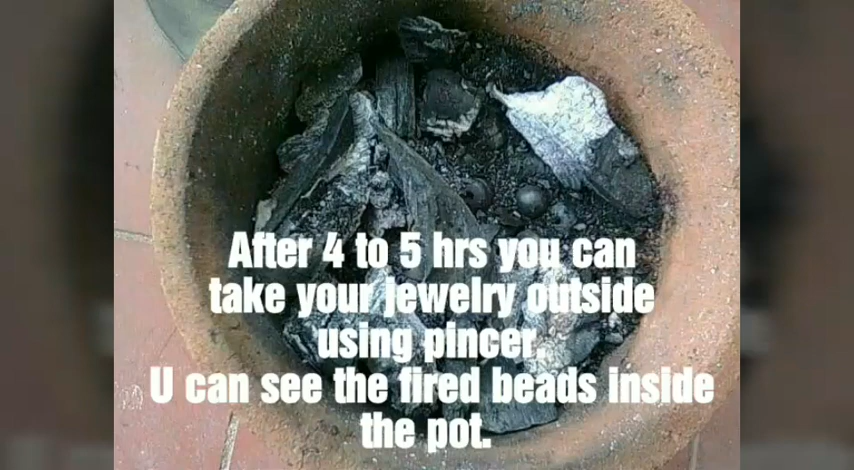 After 4 to 5 hrs you can
take your jewelry outside
using pincer.
U can see the fired beads inside
the pot.